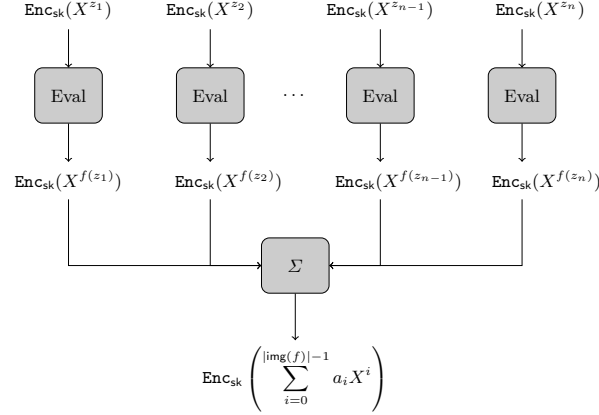 Enc_sk(X^{z_1}) Enc_sk(X^{z_2}) Enc_sk(X^{z_{n−1}}) Enc_sk(X^{z_n})
Eval Eval ⋯ Eval Eval
Enc_sk(X^{f(z_1)}) Enc_sk(X^{f(z_2)}) Enc_sk(X^{f(z_{n−1})}) Enc_sk(X^{f(z_n)})
Σ
Enc_sk(∑_{i=0}^{|img(f)|−1} a_i X^i)